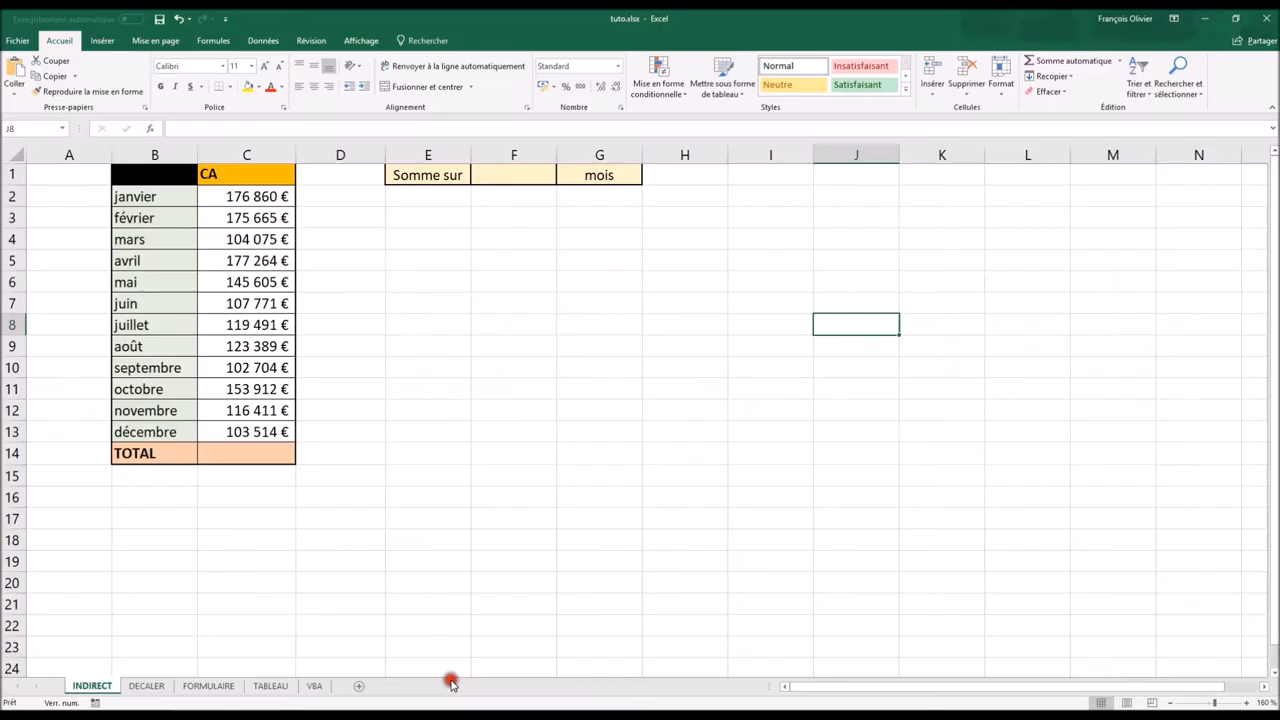 Enregistrement automatique
tuto.xlsx - Excel
François Olivier
Fichier Accueil Insérer Mise en page Formules Données Révision Affichage Rechercher Partager
Coller Couper
Copier
Reproduire la mise en forme
Presse-papiers
Calibri 11
G I S
Police
Renvoyer à la ligne automatiquement
Fusionner et centrer
Alignement
Standard
% 000
Nombre
Mise en forme conditionnelle
Mettre sous forme de tableau
Normal Insatisfaisant
Neutre Satisfaisant
Styles
Insérer Supprimer Format
Cellules
Somme automatique
Recopier
Effacer
Trier et filtrer
Rechercher et sélectionner
Édition
J8 fx
A B C D E F G H I J K L M N
1 CA Somme sur mois
2 janvier 176 860 €
3 février 175 665 €
4 mars 104 075 €
5 avril 177 264 €
6 mai 145 605 €
7 juin 107 771 €
8 juillet 119 491 €
9 août 123 389 €
10 septembre 102 704 €
11 octobre 153 912 €
12 novembre 116 411 €
13 décembre 103 514 €
14 TOTAL
15
16
17
18
19
20
21
22
23
24
INDIRECT DECALER FORMULAIRE TABLEAU VBA
Prêt Verr. num. 160 %